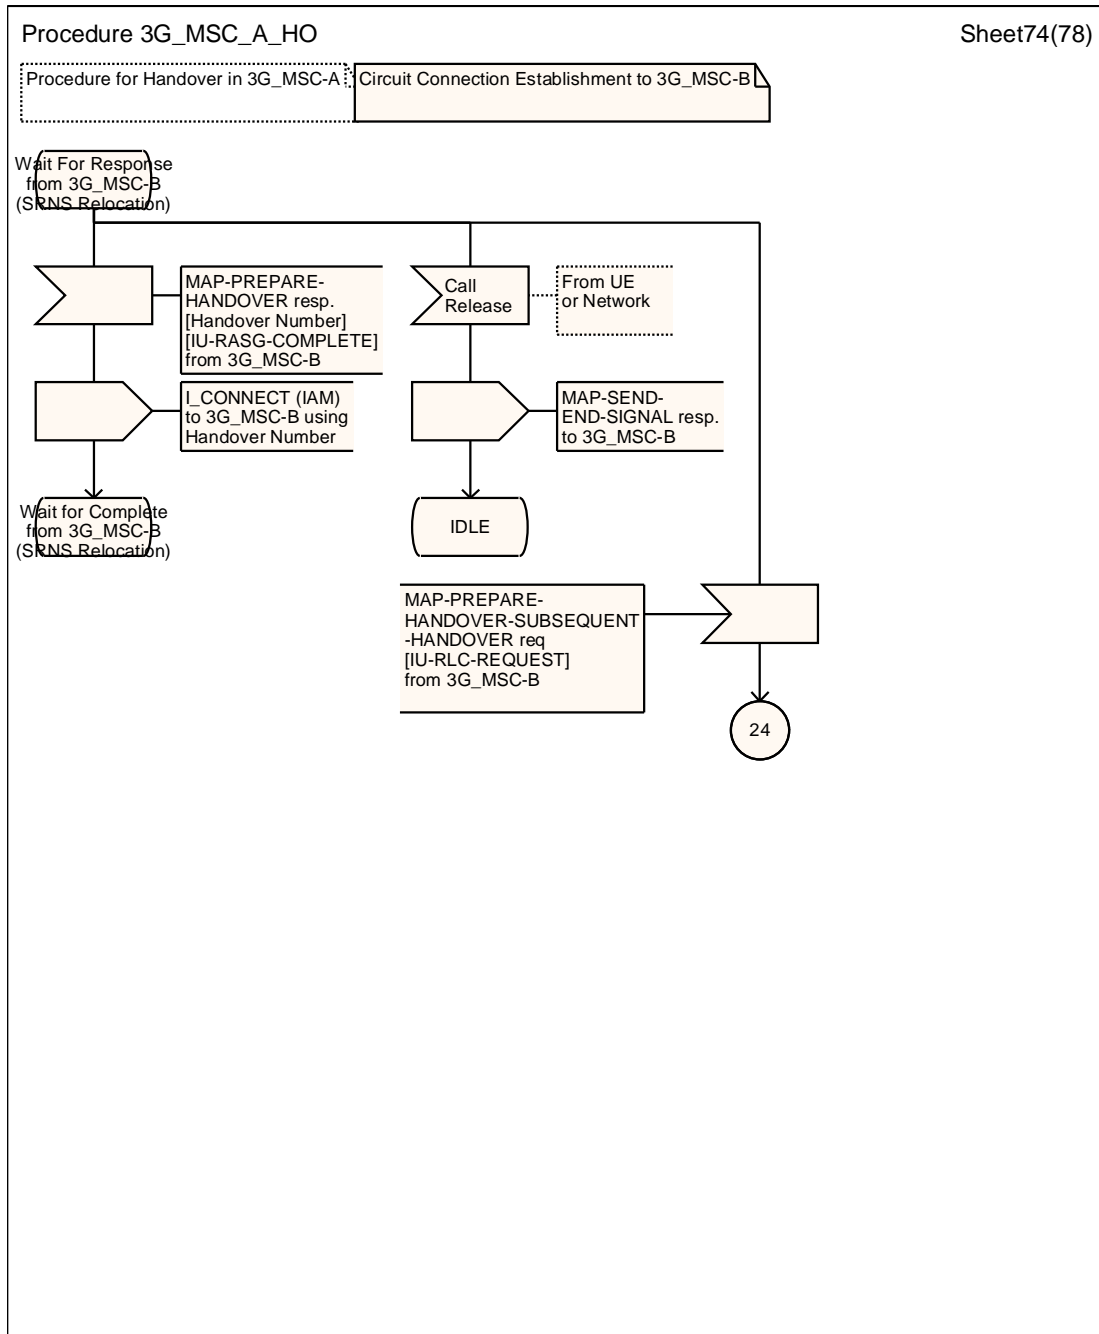 Procedure 3G_MSC_A_HO
Sheet74(78)
Procedure for Handover in 3G_MSC-A
Circuit Connection Establishment to 3G_MSC-B
Wait For Response
from 3G_MSC-B
(SRNS Relocation)
MAP-PREPARE-
HANDOVER resp.
[Handover Number]
[IU-RASG-COMPLETE]
from 3G_MSC-B
Call
Release
From UE
or Network
I_CONNECT (IAM)
to 3G_MSC-B using
Handover Number
MAP-SEND-
END-SIGNAL resp.
to 3G_MSC-B
Wait for Complete
from 3G_MSC-B
(SRNS Relocation)
IDLE
MAP-PREPARE-
HANDOVER-SUBSEQUENT
-HANDOVER req
[IU-RLC-REQUEST]
from 3G_MSC-B
24